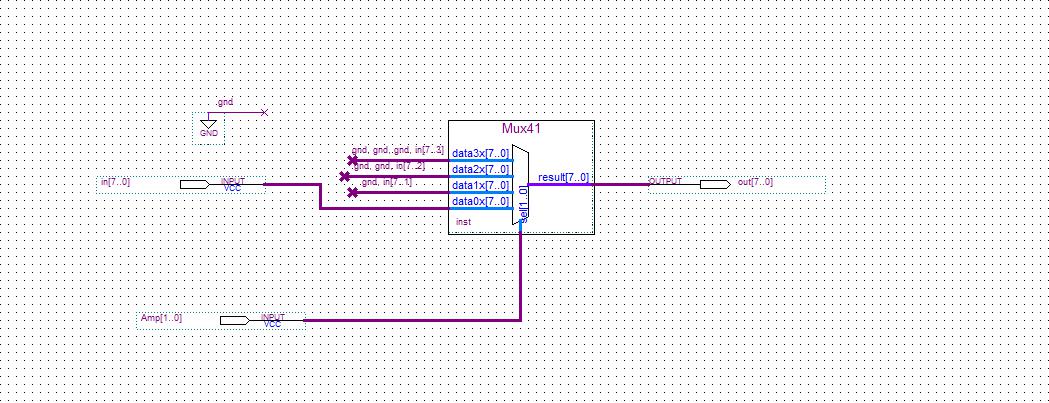 gnd
GND
Mux41
gnd, gnd, gnd, in[7..3]
data3x[7..0]
gnd, gnd, in[7..2]
data2x[7..0]
in[7..0]
INPUT
VCC
gnd, in[7..1]
data1x[7..0]
result[7..0]
OUTPUT
out[7..0]
data0x[7..0]
sel[1..0]
inst
Amp[1..0]
INPUT
VCC